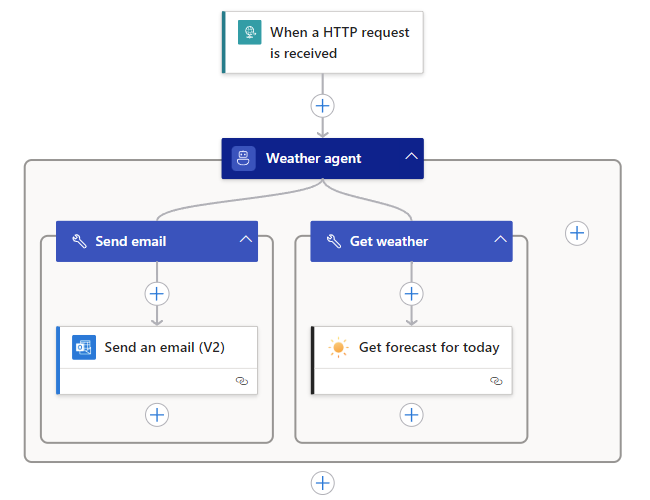 When a HTTP request
is received
Weather agent
Send email
Get weather
Send an email (V2)
Get forecast for today